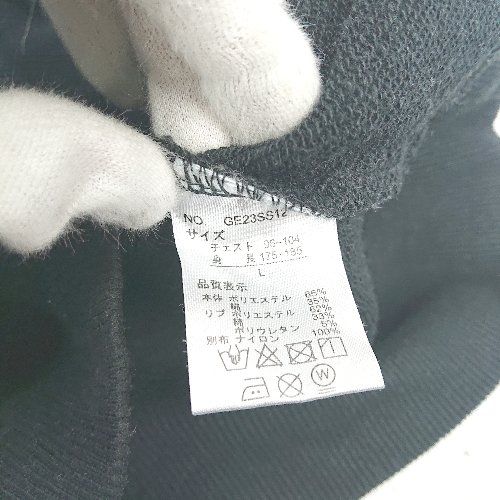 NO. GE23SS12
サイズ
チェスト 96-104
身 長 175-185
L
品質表示
本体 ポリエステル 65%
綿 35%
リブ ポリエステル 62%
綿 33%
ポリウレタン 5%
別布 ナイロン 100%
W